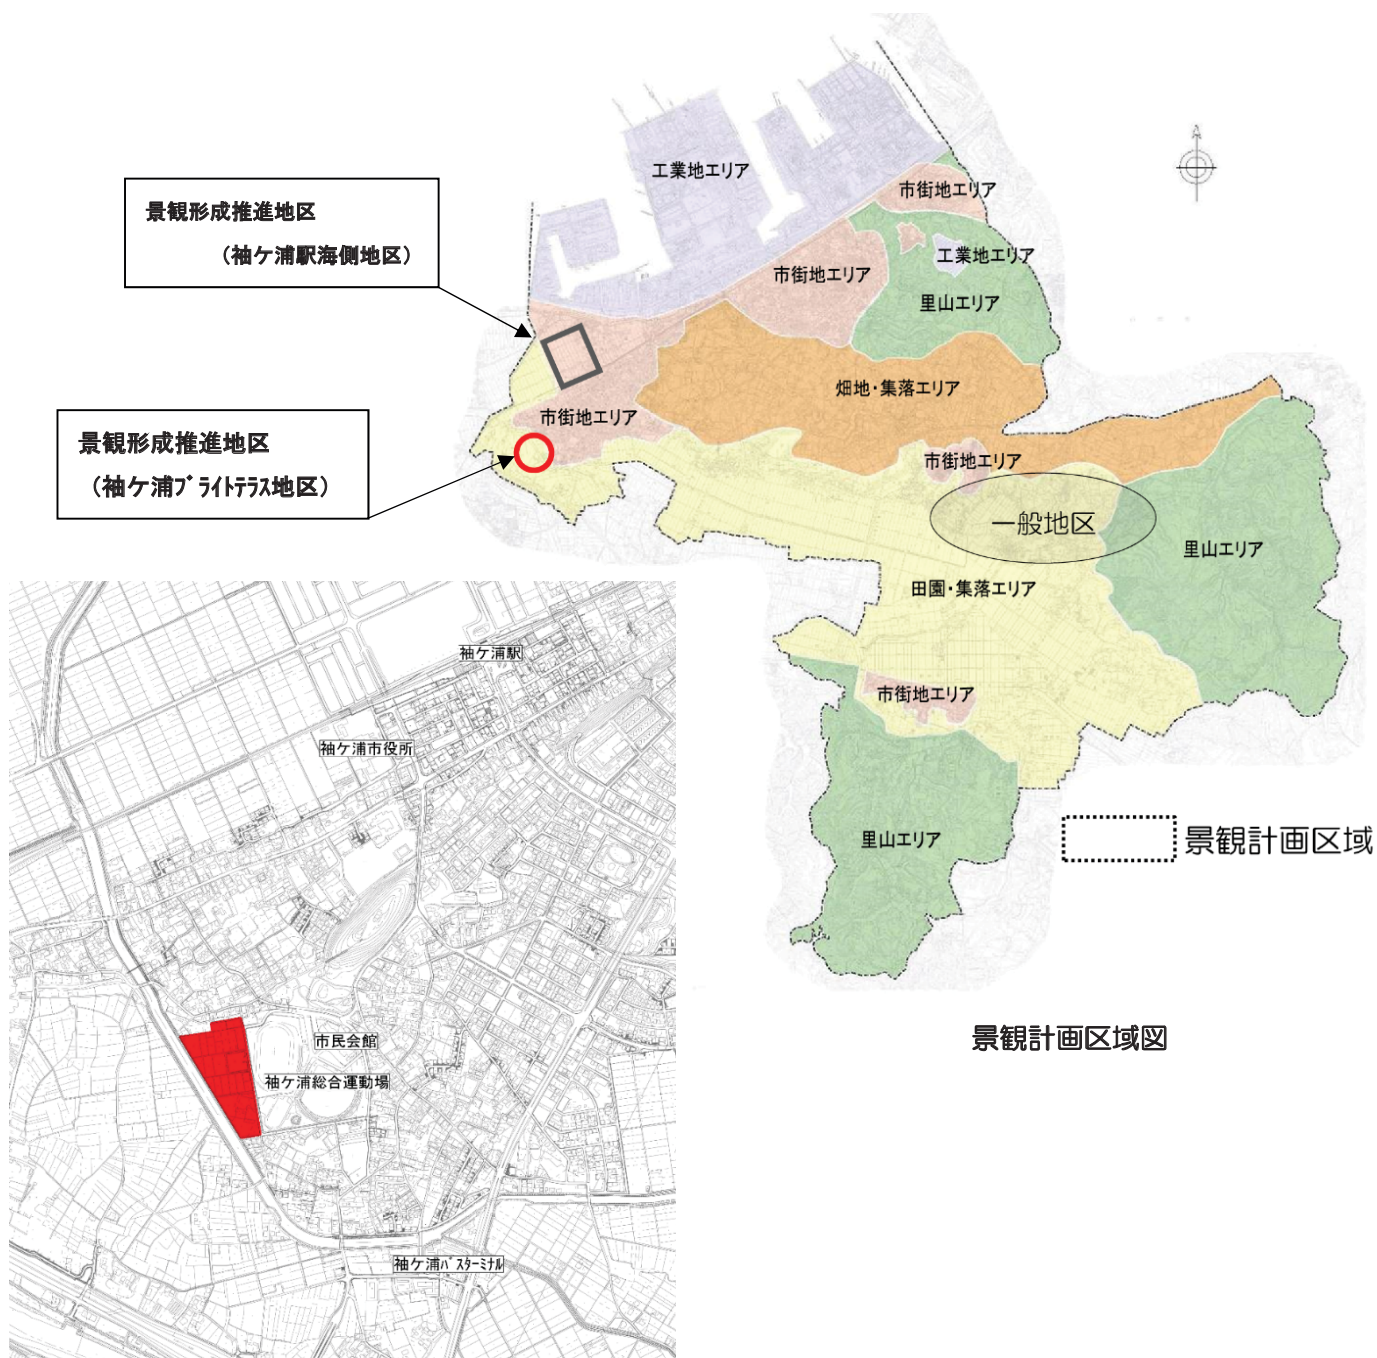 工業地エリア
市街地エリア
景観形成推進地区
（袖ケ浦駅海側地区）
工業地エリア
市街地エリア
里山エリア
畑地・集落エリア
市街地エリア
景観形成推進地区
（袖ケ浦ﾌﾞﾗｲﾄﾃﾗｽ地区）
市街地エリア
一般地区
里山エリア
田園・集落エリア
市街地エリア
里山エリア
景観計画区域
景観計画区域図
袖ケ浦駅
袖ケ浦市役所
市民会館
袖ケ浦総合運動場
袖ケ浦ﾊﾞｽﾀｰﾐﾅﾙ